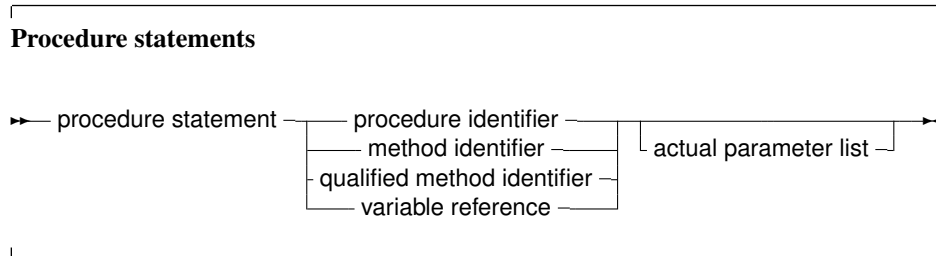 Procedure statements
procedure statement procedure identifier
method identifier actual parameter list
qualified method identifier
variable reference